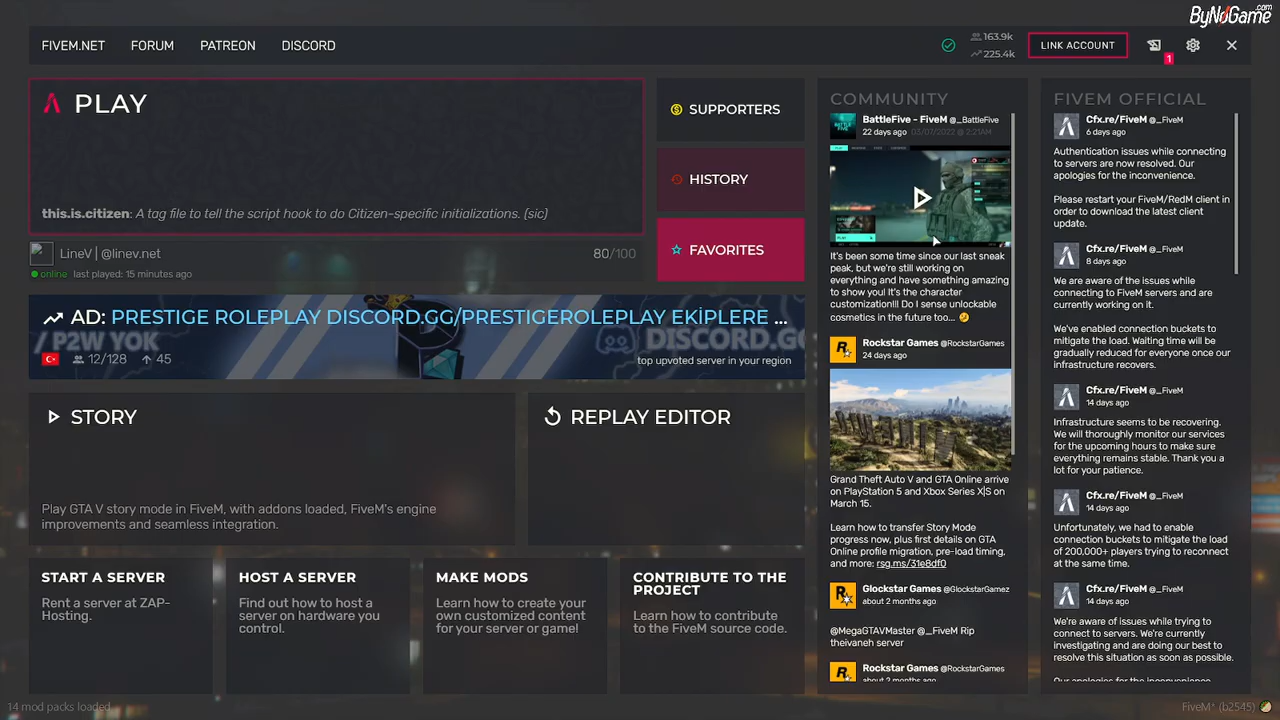 ByNoGame.com
FIVEM.NET FORUM PATREON DISCORD
163.9k
225.4k
LINK ACCOUNT
1
PLAY
this.is.citizen: A tag file to tell the script hook to do Citizen-specific initializations. (sic)
LineV | @linev.net
80/100
online last played: 15 minutes ago
SUPPORTERS
HISTORY
FAVORITES
AD: PRESTIGE ROLEPLAY DISCORD.GG/PRESTIGEROLEPLAY EKİPLERE ...
/ P2W YOK
DISCORD.G
12/128 45
top upvoted server in your region
STORY
Play GTA V story mode in FiveM, with addons loaded, FiveM's engine
improvements and seamless integration.
REPLAY EDITOR
START A SERVER
Rent a server at ZAP-
Hosting.
HOST A SERVER
Find out how to host a
server on hardware you
control.
MAKE MODS
Learn how to create your
own customized content
for your server or game!
CONTRIBUTE TO THE
PROJECT
Learn how to contribute
to the FiveM source code.
COMMUNITY
BattleFive - FiveM @_BattleFive
22 days ago 03/07/2022 @ 2:21AM
It's been some time since our last sneak
peak, but we're still working on
everything and have something amazing
to show you! It's the character
customization!!! Do I sense unlockable
cosmetics in the future too... 🤣
Rockstar Games @RockstarGames
24 days ago
Grand Theft Auto V and GTA Online arrive
on PlayStation 5 and Xbox Series X|S on
March 15.
Learn how to transfer Story Mode
progress now, plus first details on GTA
Online profile migration, pre-load timing,
and more: rsg.ms/31e8df0
Glockstar Games @GlockstarGamez
about 2 months ago
@MegaGTAVMaster @_FiveM Rip
theivaneh server
Rockstar Games @RockstarGames
about 2 months ago
FIVEM OFFICIAL
Cfx.re/FiveM @_FiveM
6 days ago
Authentication issues while connecting
to servers are now resolved. Our
apologies for the inconvenience.
Please restart your FiveM/RedM client in
order to download the latest client
update.
Cfx.re/FiveM @_FiveM
8 days ago
We are aware of the issues while
connecting to FiveM servers and are
currently working on it.
We've enabled connection buckets to
mitigate the load. Waiting time will be
gradually reduced for everyone once our
infrastructure recovers.
Cfx.re/FiveM @_FiveM
14 days ago
Infrastructure seems to be recovering.
We will thoroughly monitor our services
for the upcoming hours to make sure
everything remains stable. Thank you a
lot for your patience.
Cfx.re/FiveM @_FiveM
14 days ago
Unfortunately, we had to enable
connection buckets to mitigate the load
of 200,000+ players trying to reconnect
at the same time.
Cfx.re/FiveM @_FiveM
14 days ago
We're aware of issues while trying to
connect to servers. We're currently
investigating and are doing our best to
resolve this situation as soon as possible.
Our apologies for the inconvenience
14 mod packs loaded
FiveM* (b2545)